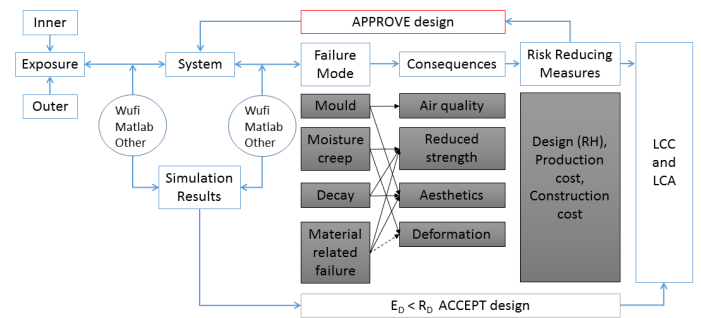 Inner
APPROVE design
Exposure
System
Failure
Mode
Consequences
Risk Reducing
Measures
Outer
Wufi
Matlab
Other
Wufi
Matlab
Other
Simulation
Results
Mould
Moisture
creep
Decay
Material
related
failure
Air quality
Reduced
strength
Aesthetics
Deformation
Design (RH),
Production
cost,
Construction
cost
LCC
and
LCA
E_D < R_D ACCEPT design